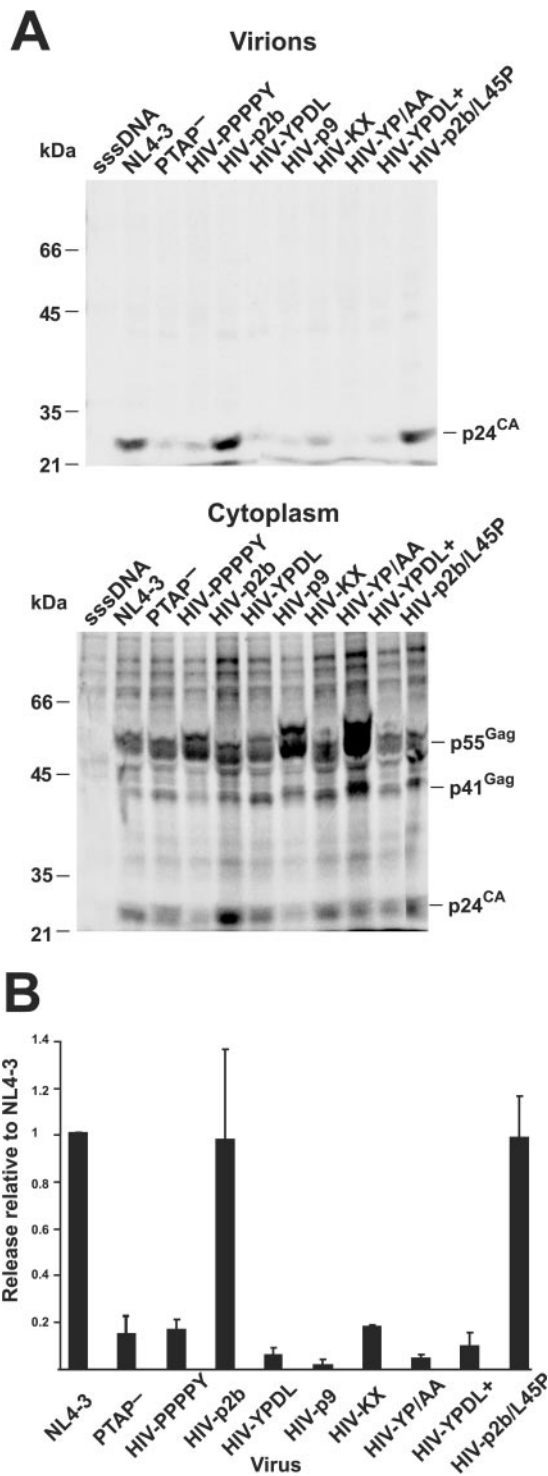 A
Virions
kDa
sssDNA
NL4-3
PTAP–
HIV-PPPPY
HIV-p2b
HIV-YPDL
HIV-p9
HIV-KX
HIV-YP/AA
HIV-YPDL+
HIV-p2b/L45P
66
45
35
21
p24CA
Cytoplasm
kDa
sssDNA
NL4-3
PTAP–
HIV-PPPPY
HIV-p2b
HIV-YPDL
HIV-p9
HIV-KX
HIV-YP/AA
HIV-YPDL+
HIV-p2b/L45P
66
45
35
21
p55Gag
p41Gag
p24CA
B
Release relative to NL4-3
1.4
1.2
1
0.8
0.6
0.4
0.2
NL4-3
PTAP–
HIV-PPPPY
HIV-p2b
HIV-YPDL
HIV-p9
HIV-KX
HIV-YP/AA
HIV-YPDL+
HIV-p2b/L45P
Virus